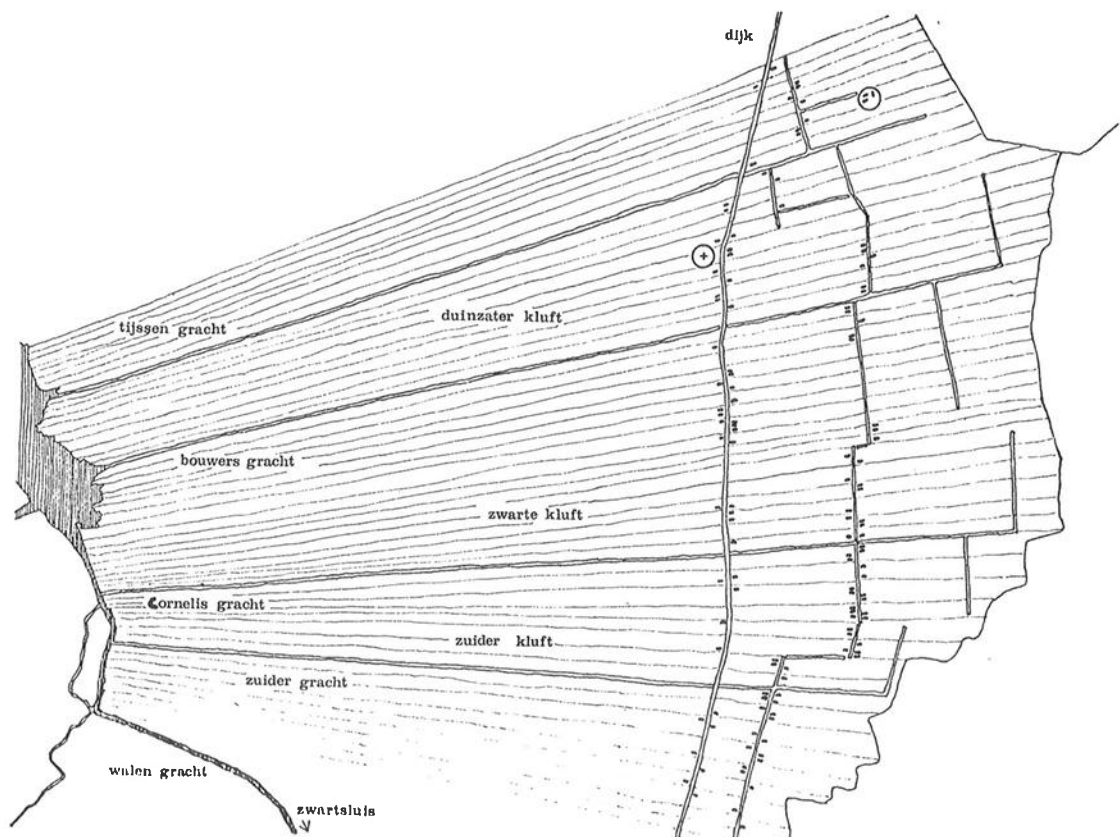 dijk
tijssen gracht
duinzater kluft
bouwers gracht
zwarte kluft
Cornelis gracht
zuider kluft
zuider gracht
walen gracht
zwartsluis